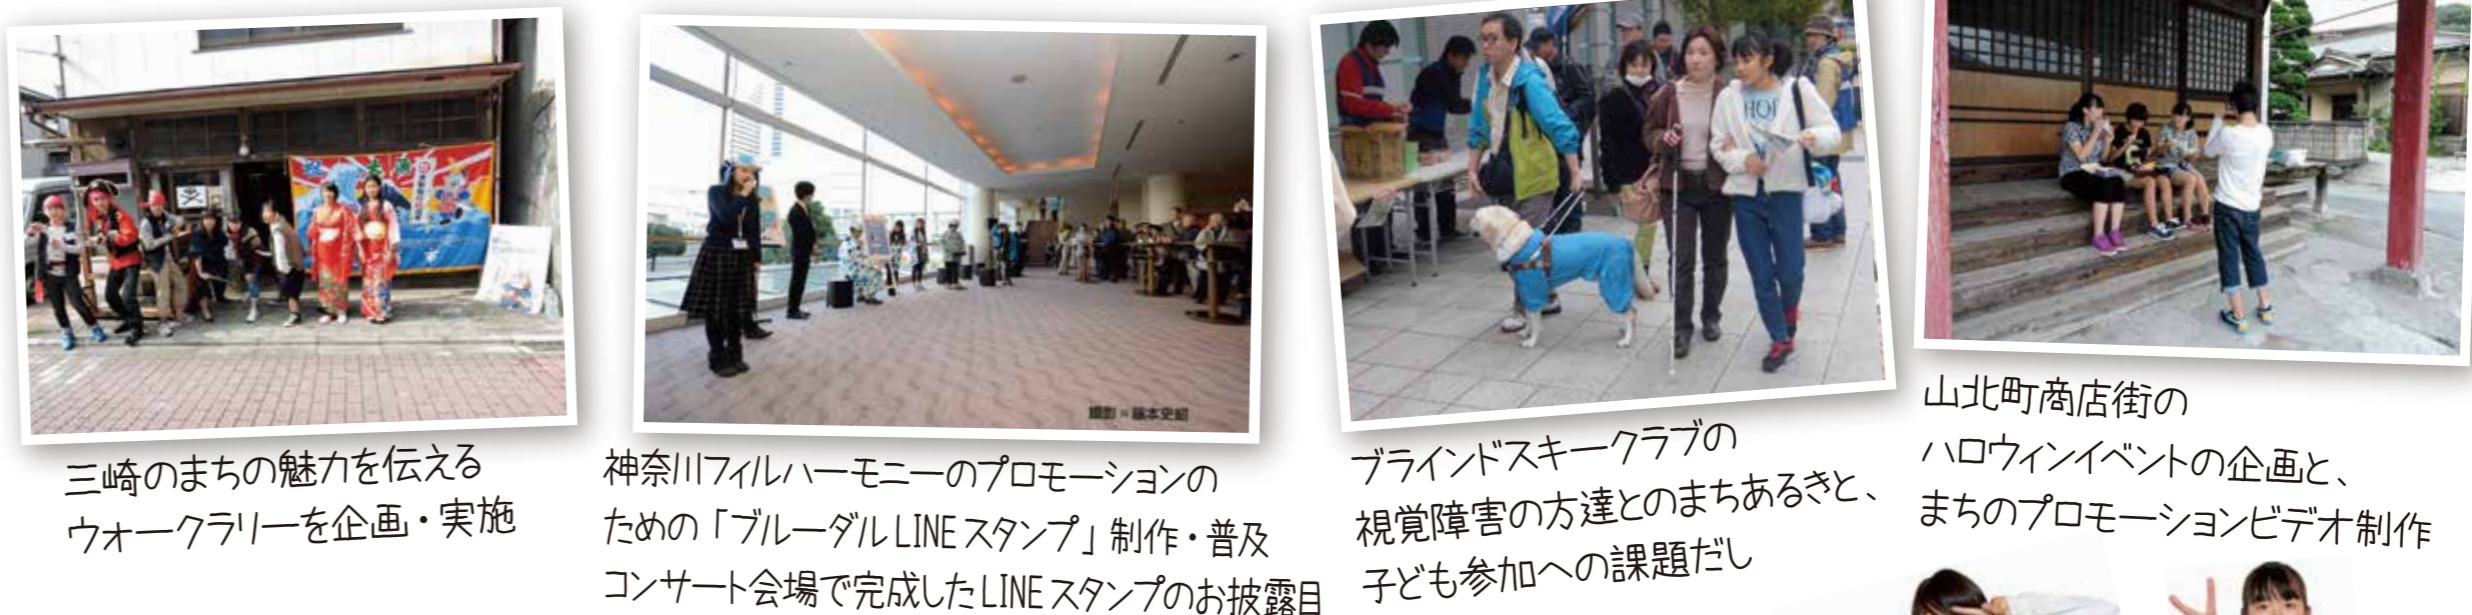 三崎のまちの魅力を伝える
ウォークラリーを企画・実施
撮影=藤本史昭
神奈川フィルハーモニーのプロモーションの
ための「ブルーダルLINEスタンプ」制作・普及
コンサート会場で完成したLINEスタンプのお披露目
ブラインドスキークラブの
視覚障害の方達とのまちあるきと、
子ども参加への課題だし
山北町商店街の
ハロウィンイベントの企画と、
まちのプロモーションビデオ制作